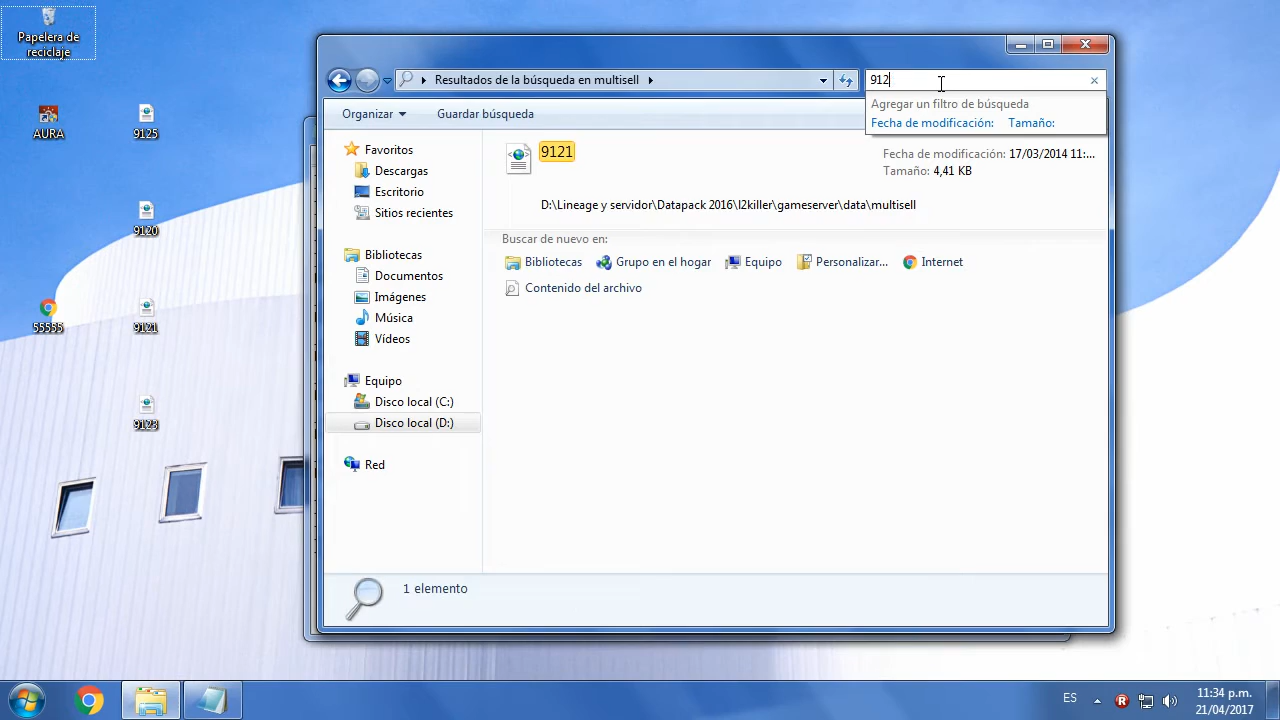 Papelera de
reciclaje
AURA
9125
9120
55555
9121
9123
Resultados de la búsqueda en multisell
912
Organizar
Guardar búsqueda
Agregar un filtro de búsqueda
Fecha de modificación: Tamaño:
Favoritos
Descargas
Escritorio
Sitios recientes
Bibliotecas
Documentos
Imágenes
Música
Vídeos
Equipo
Disco local (C:)
Disco local (D:)
Red
9121
Fecha de modificación: 17/03/2014 11:...
Tamaño: 4,41 KB
D:\Lineage y servidor\Datapack 2016\l2killer\gameserver\data\multisell
Buscar de nuevo en:
Bibliotecas Grupo en el hogar Equipo Personalizar... Internet
Contenido del archivo
1 elemento
ES
11:34 p.m.
21/04/2017